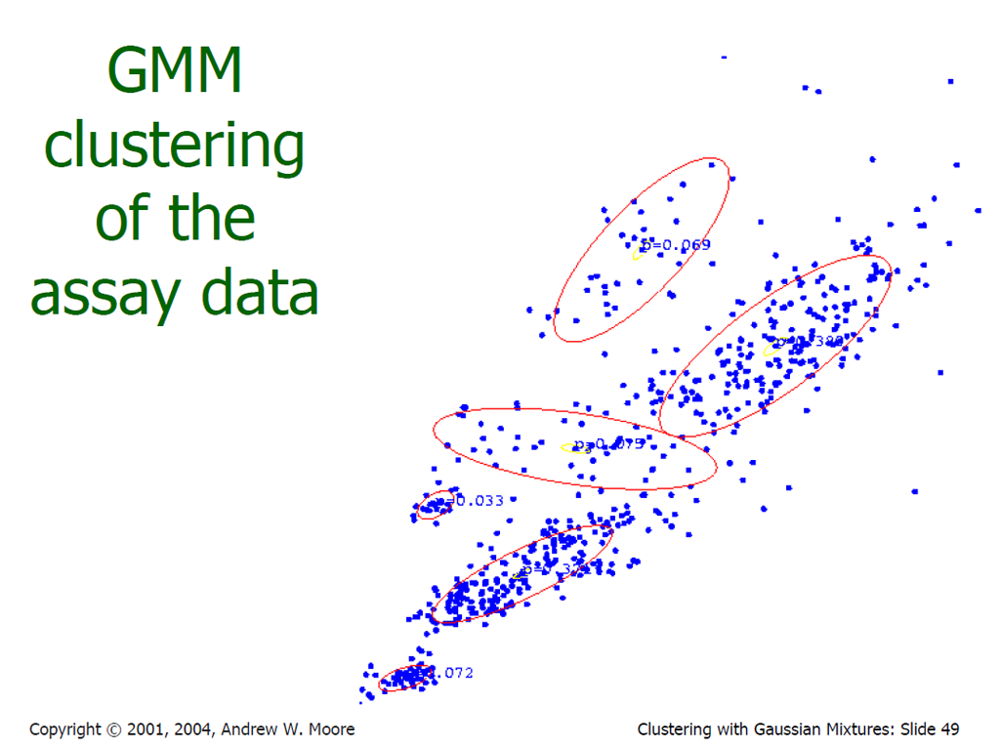 GMM
clustering
of the
assay data
p=0.069
p=0.075
p=0.033
Copyright © 2001, 2004, Andrew W. Moore
Clustering with Gaussian Mixtures: Slide 49